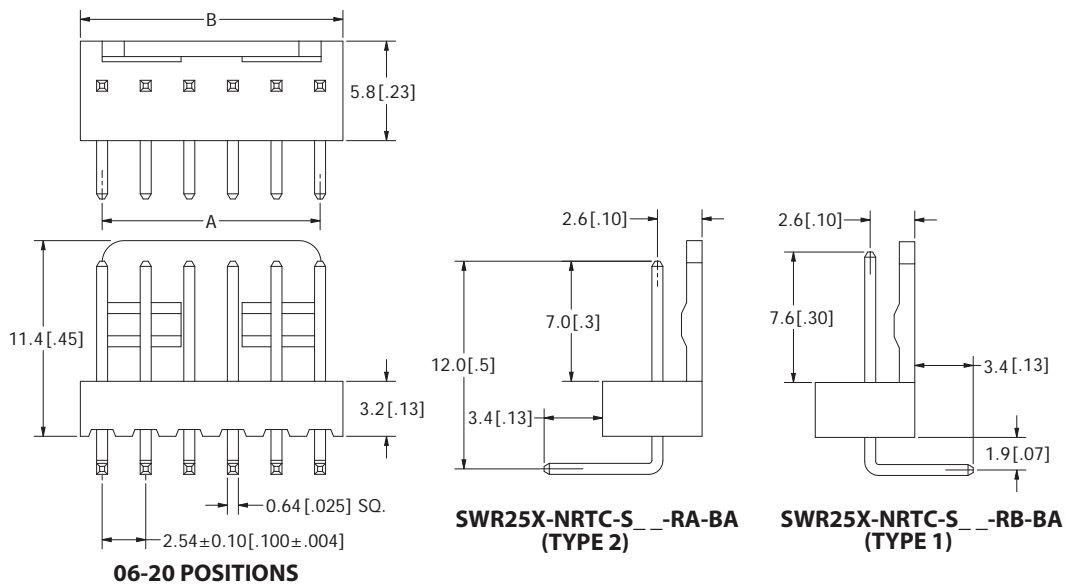 B
5.8[.23]
A
11.4[.45]
3.2[.13]
0.64[.025] SQ.
2.54±0.10[.100±.004]
06-20 POSITIONS
2.6[.10]
7.0[.3]
12.0[.5]
3.4[.13]
SWR25X-NRTC-S_ _-RA-BA
(TYPE 2)
2.6[.10]
7.6[.30]
3.4[.13]
1.9[.07]
SWR25X-NRTC-S_ _-RB-BA
(TYPE 1)